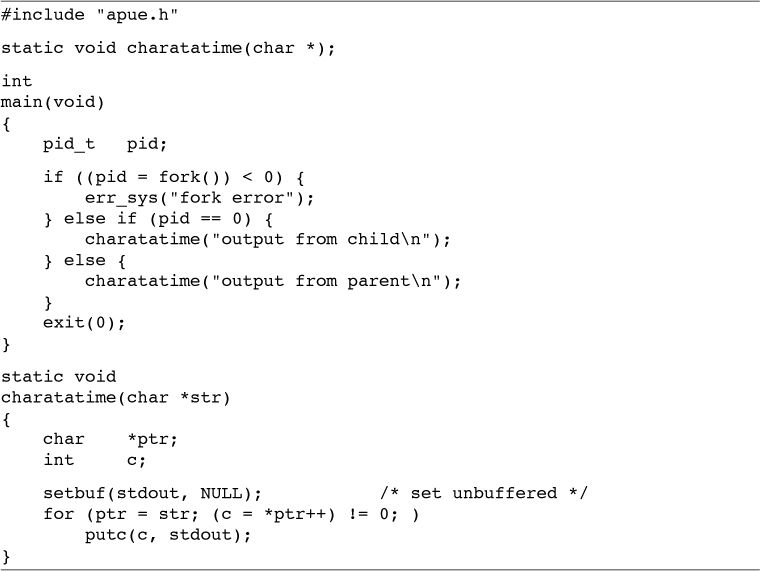 #include "apue.h"
static void charatatime(char *);
int
main(void)
{
    pid_t   pid;
    if ((pid = fork()) < 0) {
        err_sys("fork error");
    } else if (pid == 0) {
        charatatime("output from child\n");
    } else {
        charatatime("output from parent\n");
    }
    exit(0);
}
static void
charatatime(char *str)
{
    char    *ptr;
    int     c;
    setbuf(stdout, NULL);           /* set unbuffered */
    for (ptr = str; (c = *ptr++) != 0; )
        putc(c, stdout);
}